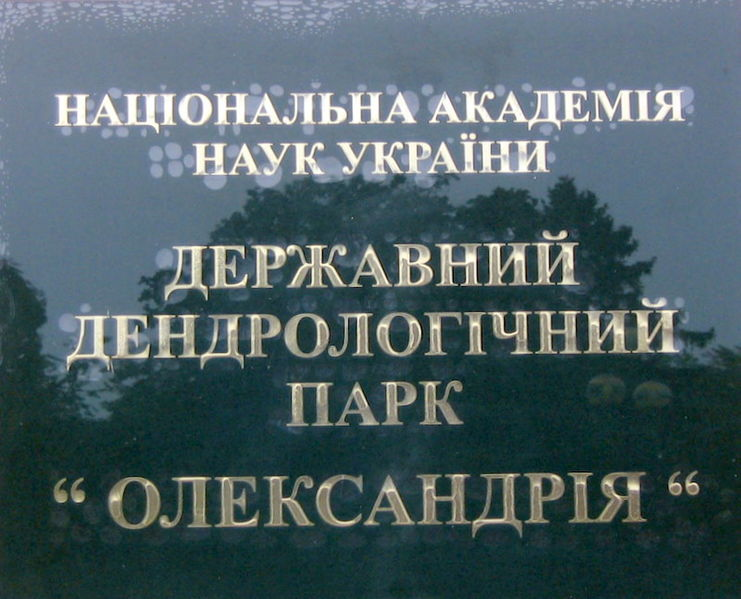 НАЦІОНАЛЬНА АКАДЕМІЯ
НАУК УКРАЇНИ
ДЕРЖАВНИЙ
ДЕНДРОЛОГІЧНИЙ
ПАРК
“ ОЛЕКСАНДРІЯ “